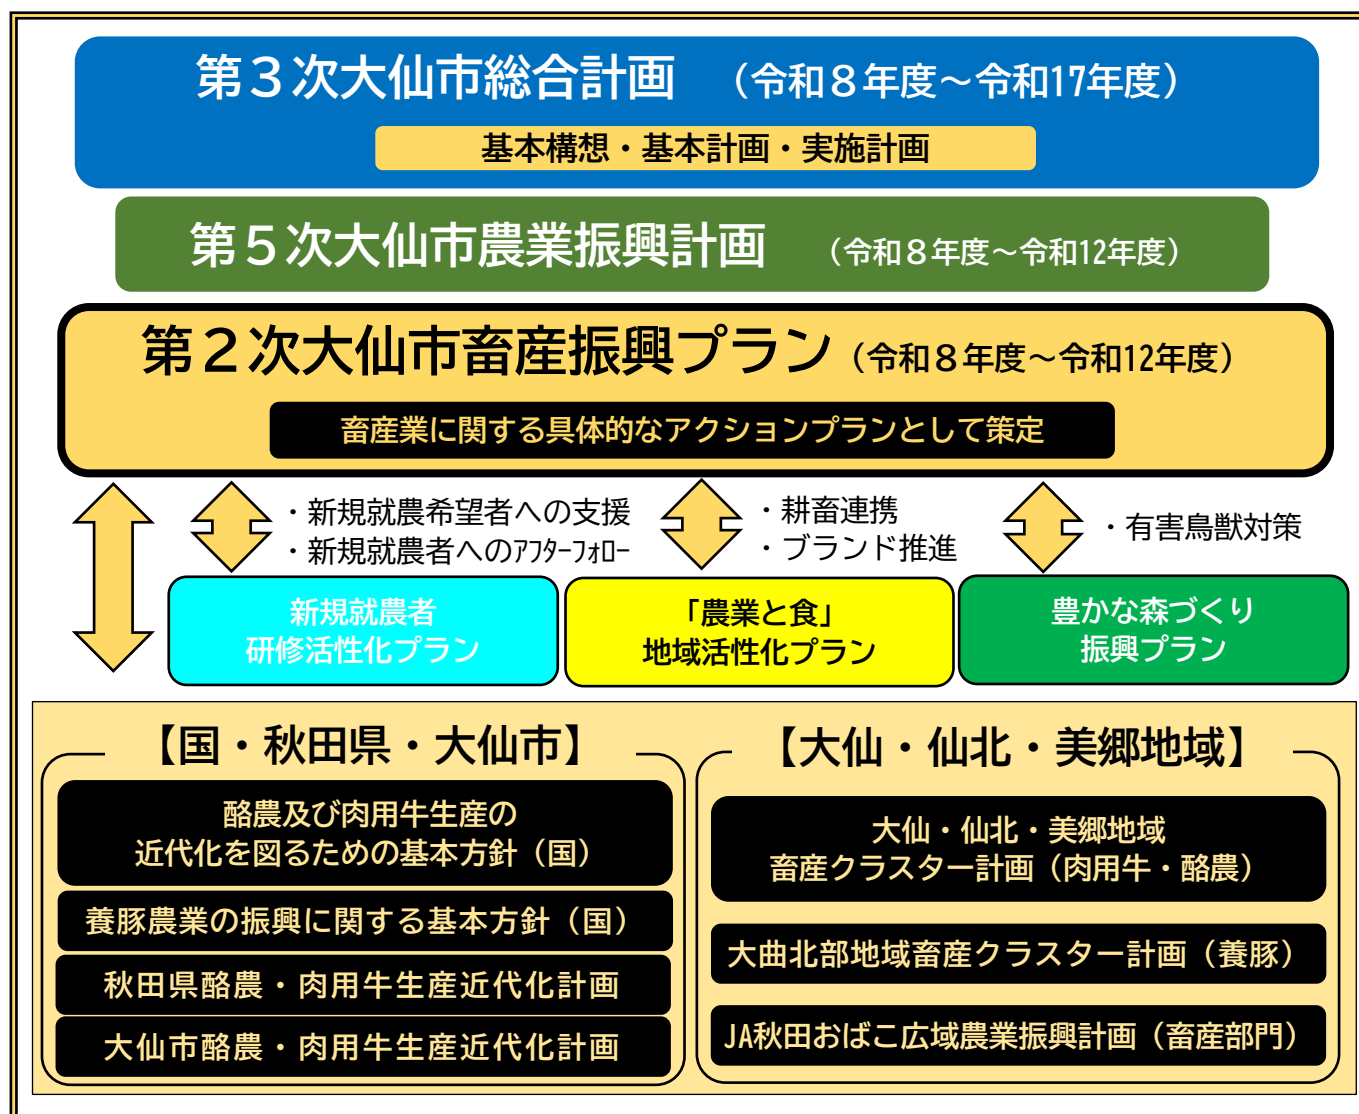 第３次大仙市総合計画　（令和８年度～令和17年度）
基本構想・基本計画・実施計画
第５次大仙市農業振興計画　（令和８年度～令和12年度）
第２次大仙市畜産振興プラン（令和８年度～令和12年度）
畜産業に関する具体的なアクションプランとして策定
・新規就農希望者への支援
・新規就農者へのｱﾌﾀｰﾌｫﾛｰ
・耕畜連携
・ブランド推進
・有害鳥獣対策
新規就農者
研修活性化プラン
「農業と食」
地域活性化プラン
豊かな森づくり
振興プラン
【国・秋田県・大仙市】
酪農及び肉用牛生産の
近代化を図るための基本方針（国）
養豚農業の振興に関する基本方針（国）
秋田県酪農・肉用牛生産近代化計画
大仙市酪農・肉用牛生産近代化計画
【大仙・仙北・美郷地域】
大仙・仙北・美郷地域
畜産クラスター計画（肉用牛・酪農）
大曲北部地域畜産クラスター計画（養豚）
JA秋田おばこ広域農業振興計画（畜産部門）